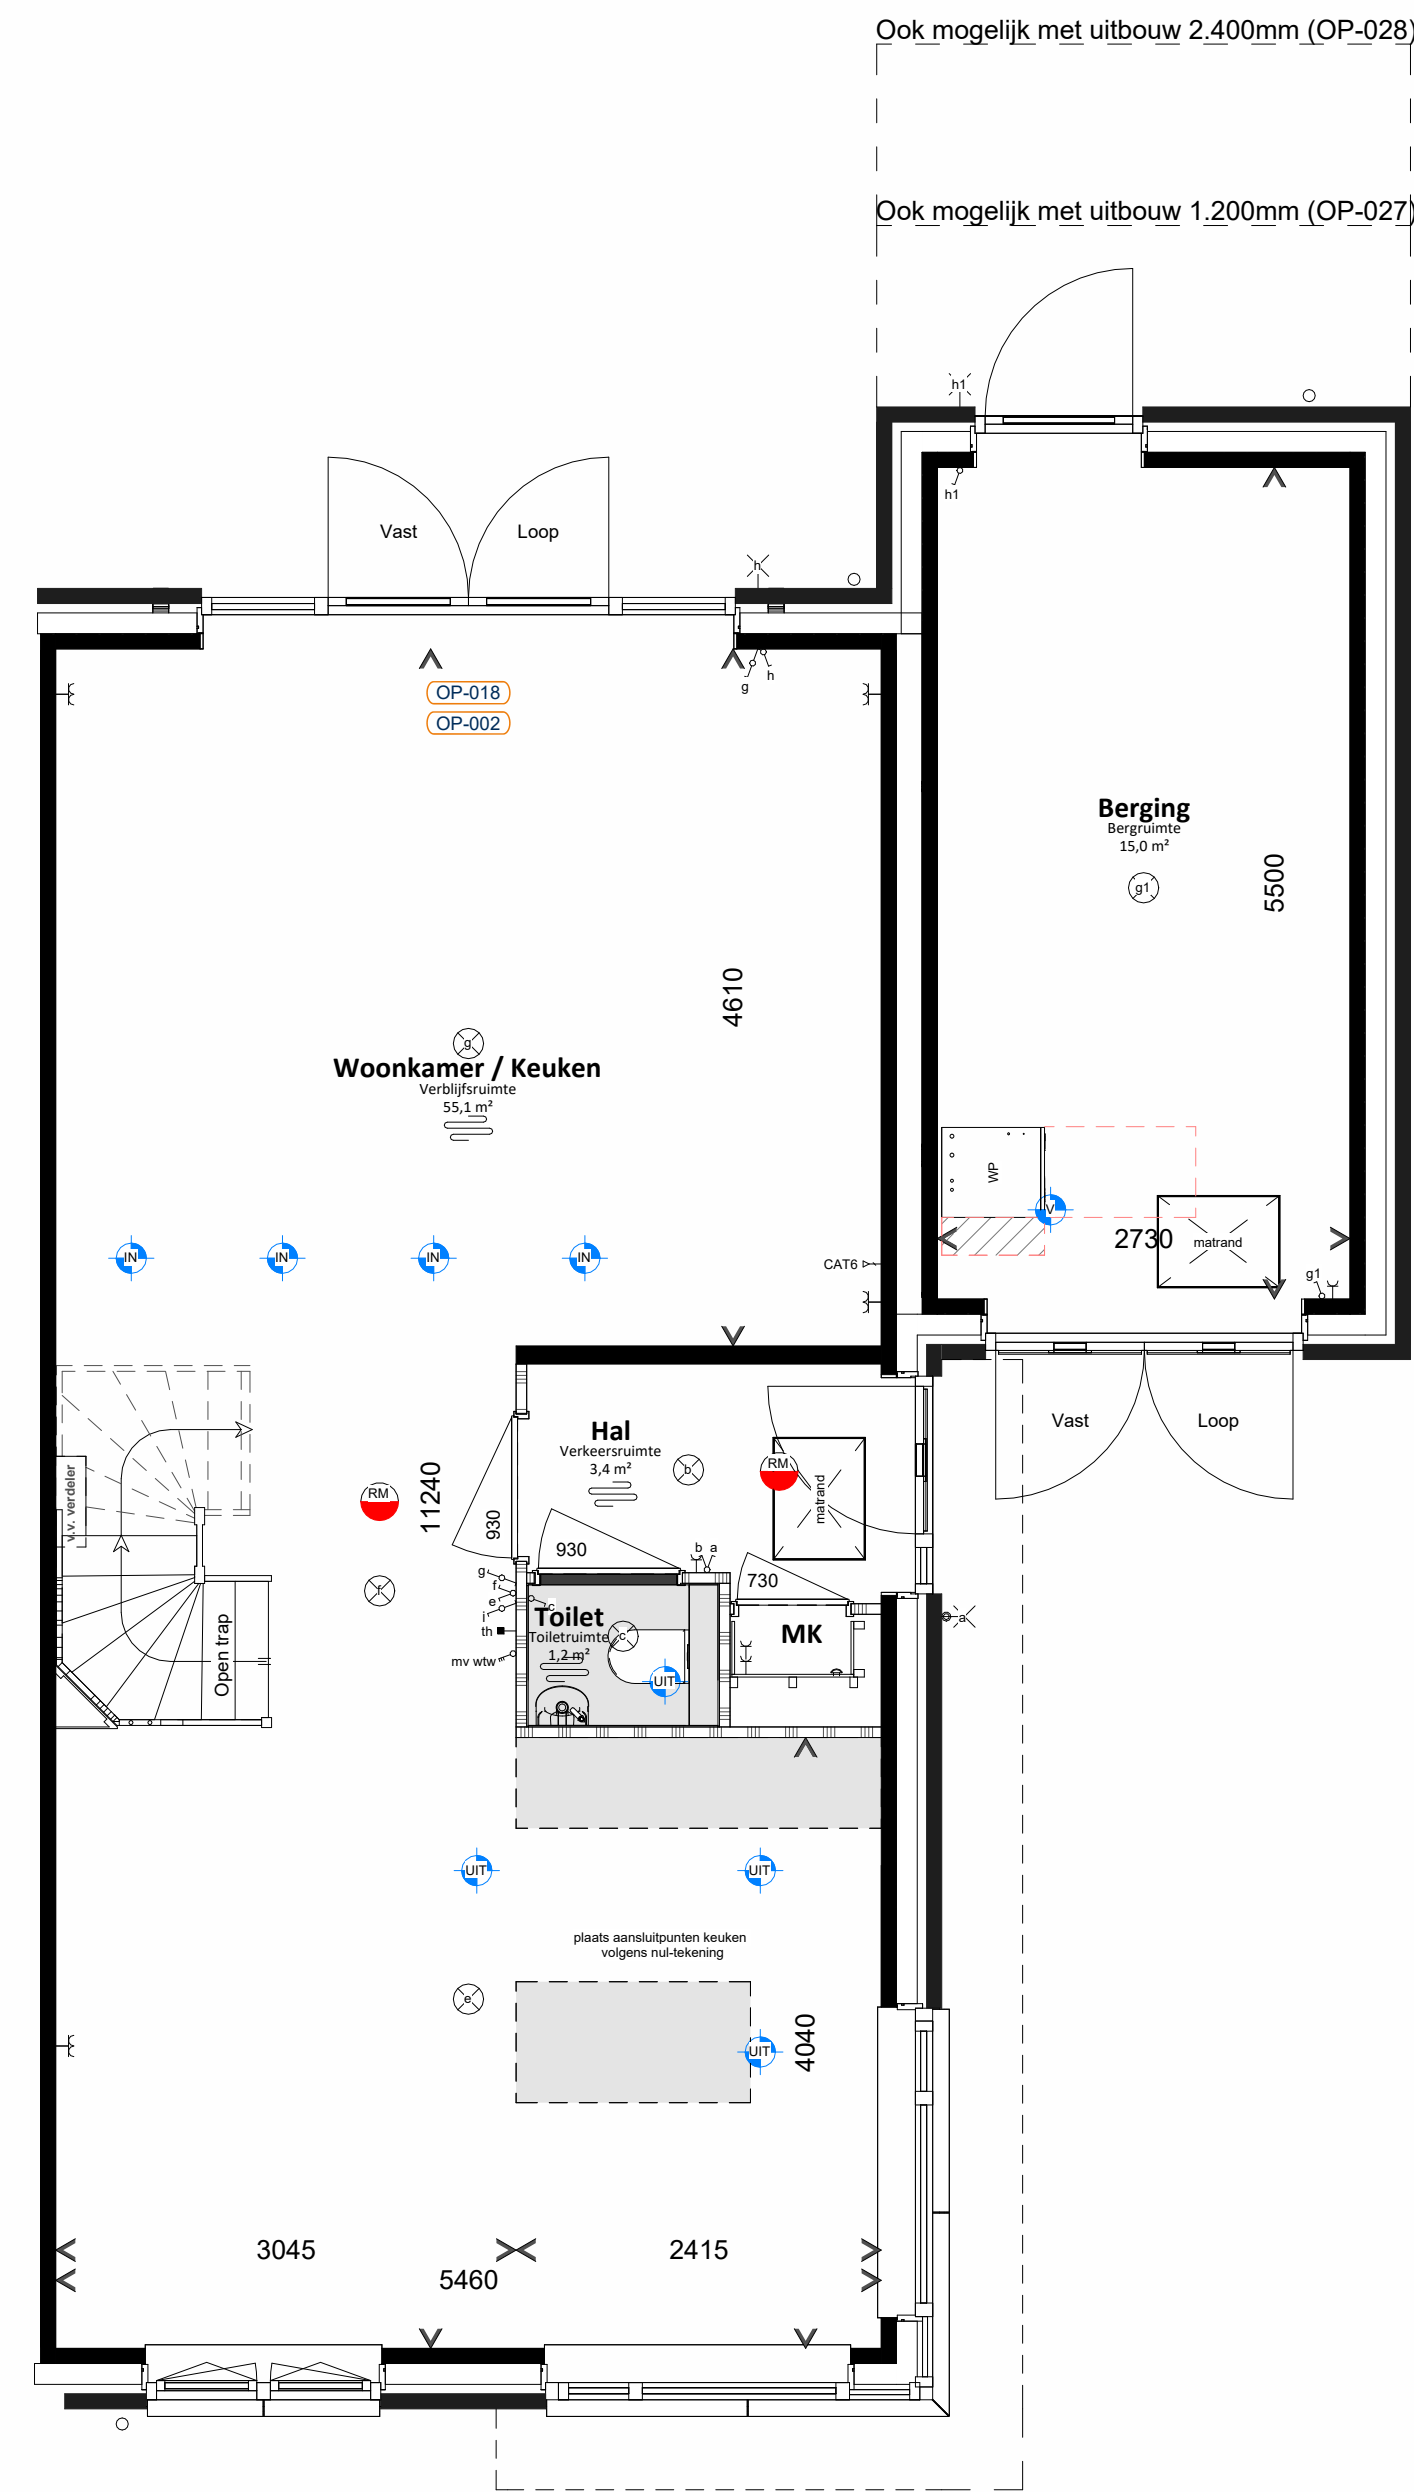 Ook mogelijk met uitbouw 2.400mm (OP-028)
Ook mogelijk met uitbouw 1.200mm (OP-027)
h1
h1
Vast
Loop
h
g
h
OP-018
OP-002
Berging
Bergruimte
15,0 m²
g1
5500
4610
g
Woonkamer / Keuken
Verblijfsruimte
55,1 m²
WP
V
2730
matrand
IN
IN
IN
IN
CAT6
g1
Vast
Loop
Hal
Verkeersruimte
3,4 m²
b
RM
matrand
v.v. verdeler
RM
11240
930
930
b
a
730
g
f
e
i
th
mv wtw
c
f
Toilet
Toiletruimte
1,2 m²
c
UIT
MK
a
Open trap
UIT
UIT
plaats aansluitpunten keuken
volgens nul-tekening
e
UIT
4040
3045
2415
5460